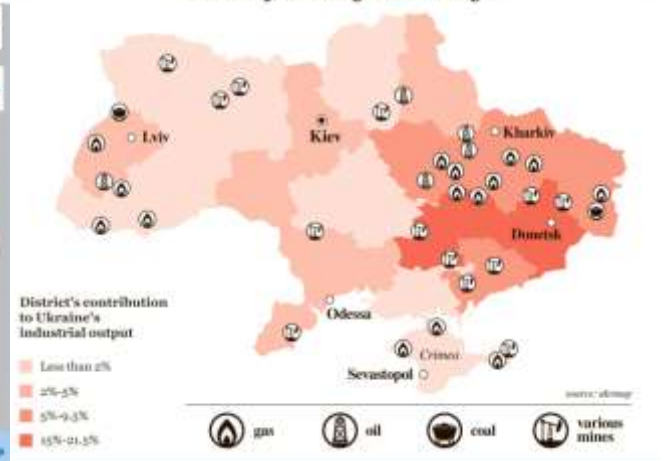 Lviv
Kiev
Kharkiv
Donetsk
Odessa
Crimea
Sevastopol
District's contribution
to Ukraine's
industrial output
Less than 2%
2%-5%
5%-9.5%
15%-21.5%
gas
oil
coal
various
mines